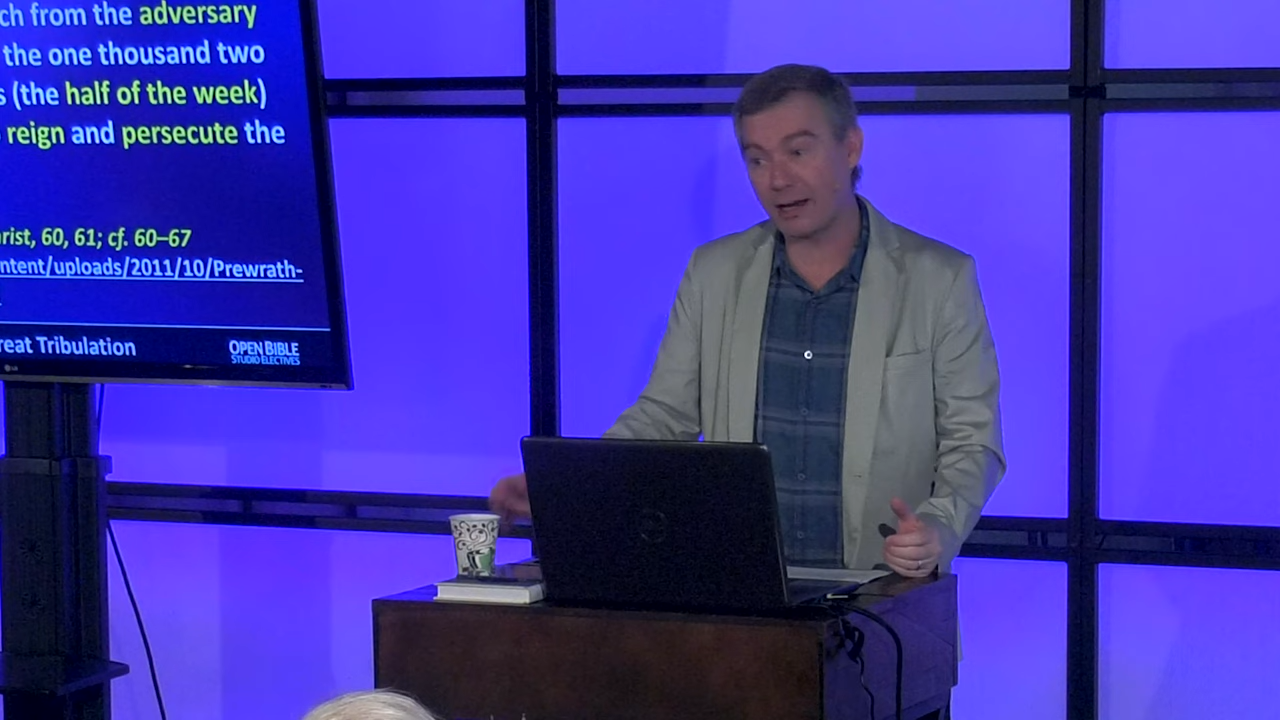 ch from the adversary
the one thousand two
s (the half of the week)
reign and persecute the
rist, 60, 61; cf. 60–67
ntent/uploads/2011/10/Prewrath-
reat Tribulation
OPEN BIBLE
STUDIO ELECTIVES
LG